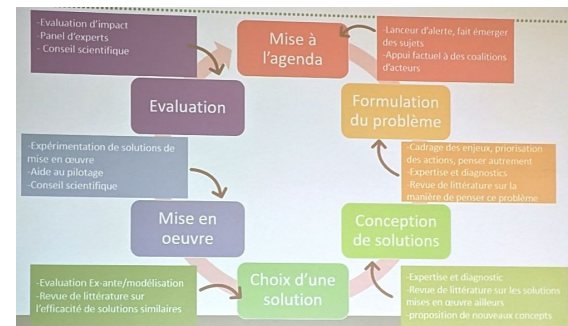 -Evaluation d'impact
-Panel d'experts
- Conseil scientifique
Mise à
l'agenda
-Lanceur d'alerte, fait émerger
des sujets
-Appui factuel à des coalitions
d'acteurs
Evaluation
Formulation
du problème
-Cadrage des enjeux, priorisation
des actions, penser autrement
-Expertise et diagnostics
-Revue de littérature sur la
manière de penser ce problème
-Expérimentation de solutions de
mise en œuvre
-Aide au pilotage
-Conseil scientifique
Mise en
oeuvre
Conception
de solutions
-Evaluation Ex-ante/modélisation
-Revue de littérature sur
l'efficacité de solutions similaires
Choix d'une
solution
-Expertise et diagnostic
-Revue de littérature sur les solutions
mises en œuvre ailleurs
-proposition de nouveaux concepts